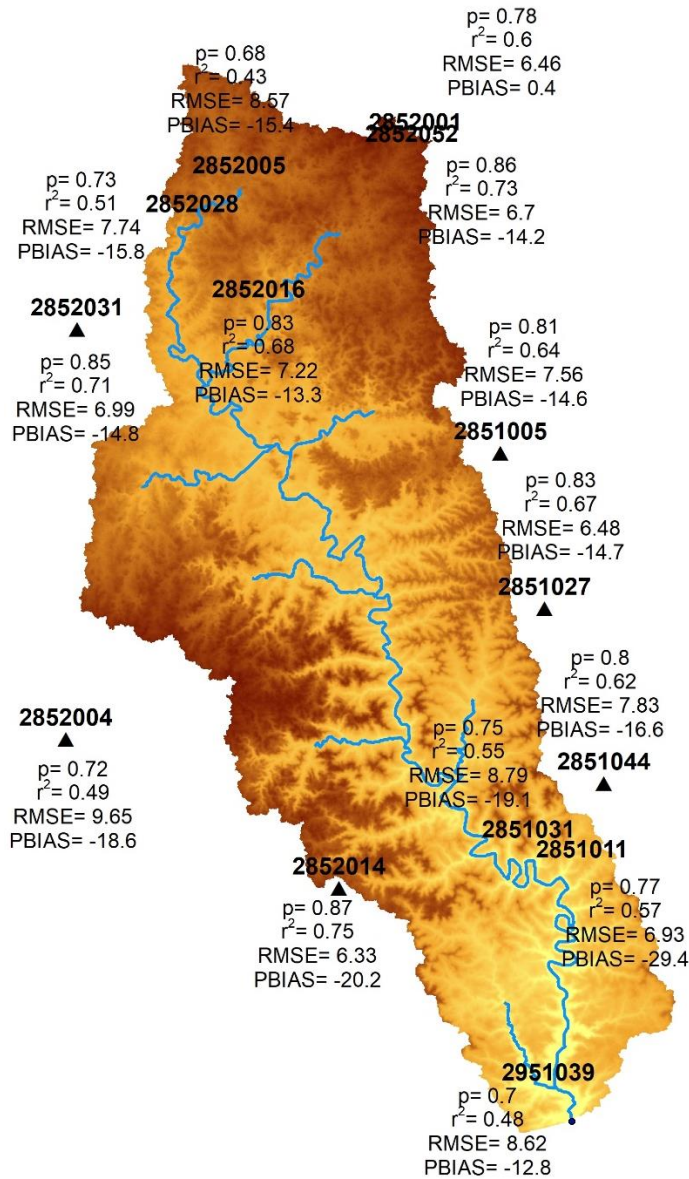 p= 0.78
r²= 0.6
RMSE= 6.46
PBIAS= 0.4
p= 0.68
r²= 0.43
RMSE= 8.57
PBIAS= -15.4
2852001
2852052
2852005
p= 0.86
r²= 0.73
RMSE= 6.7
PBIAS= -14.2
p= 0.73
r²= 0.51
RMSE= 7.74
PBIAS= -15.8
2852028
2852016
2852031
p= 0.83
r²= 0.68
RMSE= 7.22
PBIAS= -13.3
p= 0.81
r²= 0.64
RMSE= 7.56
PBIAS= -14.6
p= 0.85
r²= 0.71
RMSE= 6.99
PBIAS= -14.8
2851005
p= 0.83
r²= 0.67
RMSE= 6.48
PBIAS= -14.7
2851027
p= 0.8
r²= 0.62
RMSE= 7.83
PBIAS= -16.6
2852004
p= 0.72
r²= 0.49
RMSE= 9.65
PBIAS= -18.6
p= 0.75
r²= 0.55
RMSE= 8.79
PBIAS= -19.1
2851044
2851031
2851011
2852014
p= 0.87
r²= 0.75
RMSE= 6.33
PBIAS= -20.2
p= 0.77
r²= 0.57
RMSE= 6.93
PBIAS= -29.4
2951039
p= 0.7
r²= 0.48
RMSE= 8.62
PBIAS= -12.8